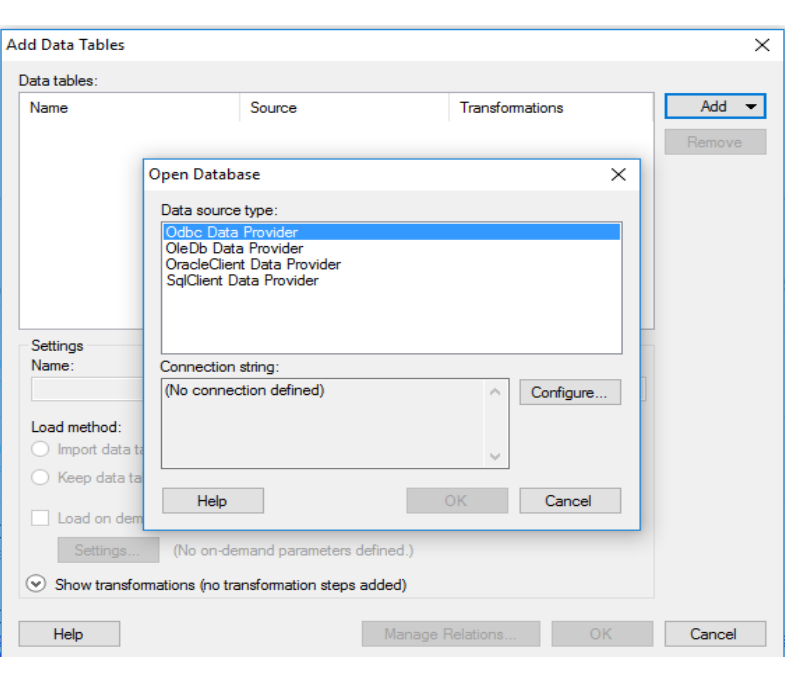 Add Data Tables
Data tables:
Name Source Transformations
Add
Remove
Open Database
Data source type:
Odbc Data Provider
OleDb Data Provider
OracleClient Data Provider
SqlClient Data Provider
Connection string:
(No connection defined)
Configure...
Help OK Cancel
Settings
Name:
Load method:
Import data
Keep data
Load on
Settings... (No on-demand parameters defined.)
Show transformations (no transformation steps added)
Help Manage Relations... OK Cancel